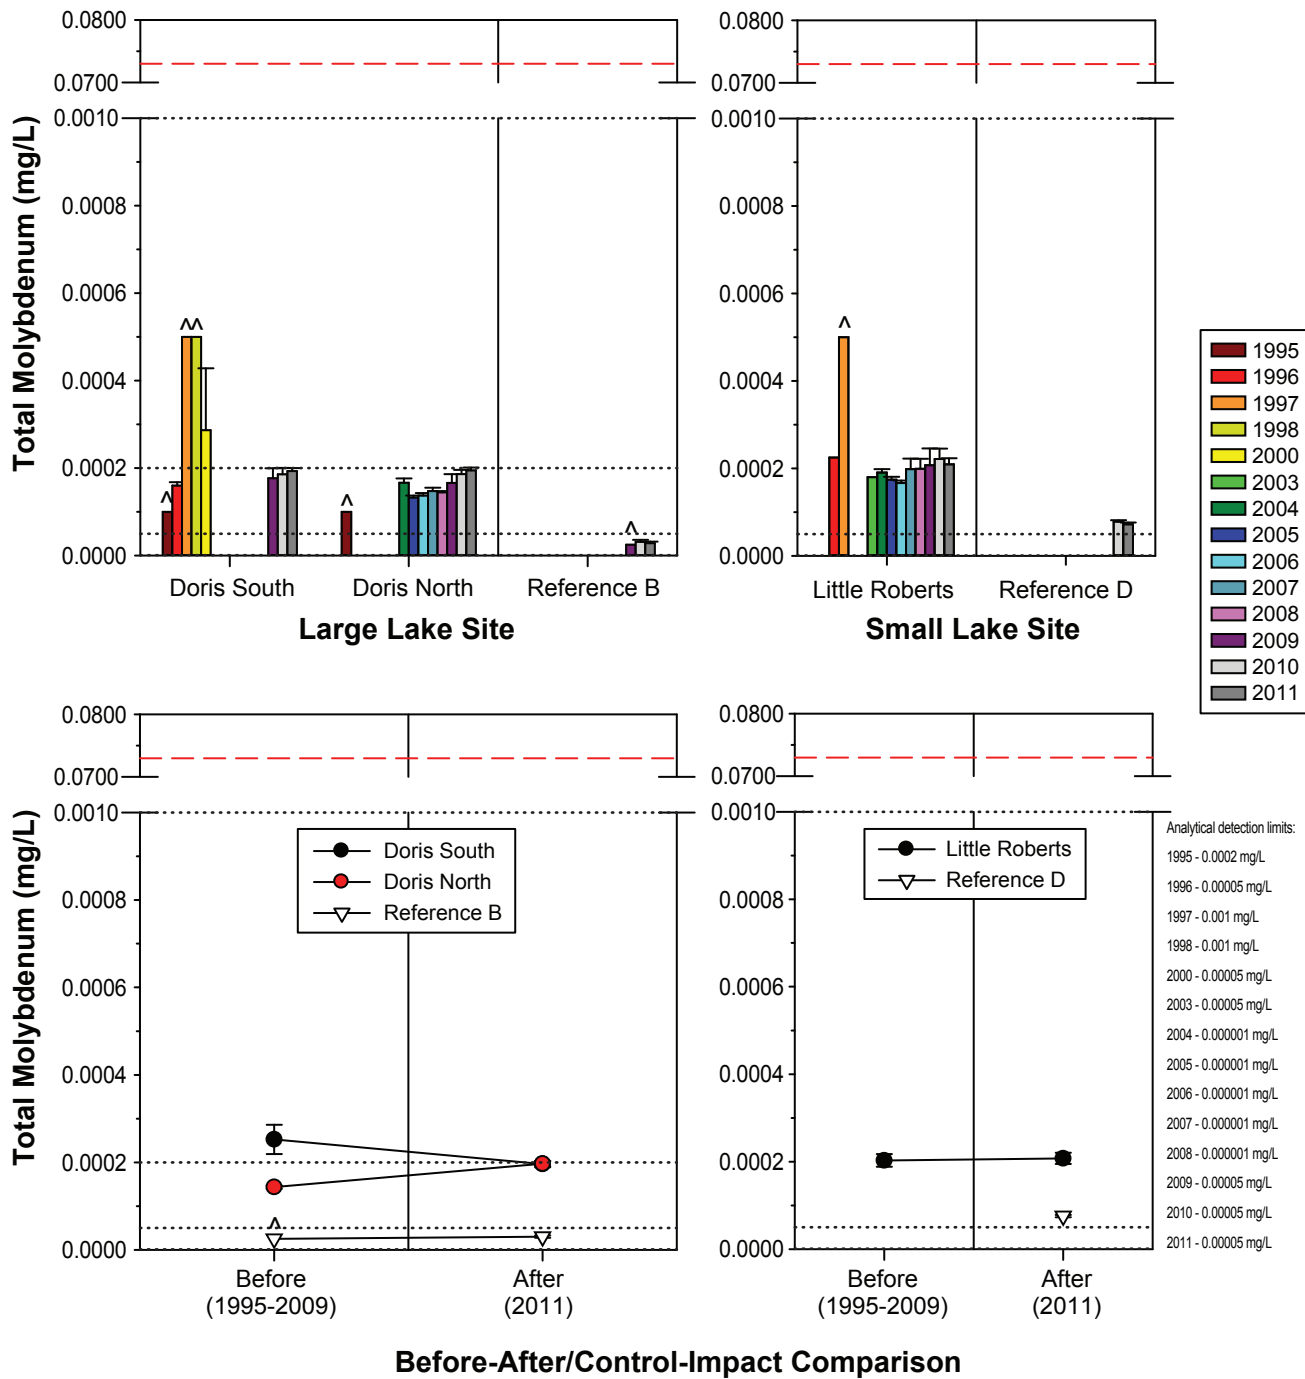 Total Molybdenum (mg/L)
0.0800
0.0700
0.0010
0.0008
0.0006
0.0004
0.0002
0.0000
^
^^
^
^
Doris South
Doris North
Reference B
Large Lake Site
0.0800
0.0700
0.0010
0.0008
0.0006
0.0004
0.0002
0.0000
^
Little Roberts
Reference D
Small Lake Site
1995
1996
1997
1998
2000
2003
2004
2005
2006
2007
2008
2009
2010
2011
Total Molybdenum (mg/L)
0.0800
0.0700
0.0010
0.0008
0.0006
0.0004
0.0002
0.0000
Doris South
Doris North
Reference B
^
Before
(1995-2009)
After
(2011)
0.0800
0.0700
0.0010
0.0008
0.0006
0.0004
0.0002
0.0000
Little Roberts
Reference D
Before
(1995-2009)
After
(2011)
Analytical detection limits:
1995 - 0.0002 mg/L
1996 - 0.00005 mg/L
1997 - 0.001 mg/L
1998 - 0.001 mg/L
2000 - 0.00005 mg/L
2003 - 0.00005 mg/L
2004 - 0.000001 mg/L
2005 - 0.000001 mg/L
2006 - 0.000001 mg/L
2007 - 0.000001 mg/L
2008 - 0.000001 mg/L
2009 - 0.00005 mg/L
2010 - 0.00005 mg/L
2011 - 0.00005 mg/L
Before-After/Control-Impact Comparison